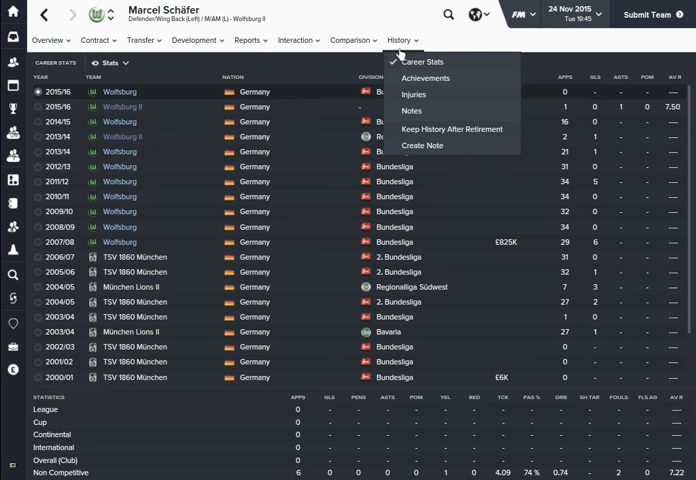 Marcel Schäfer
Defender/Wing Back (Left) / M/AM (L) - Wolfsburg II
FM
24 Nov 2015
Tue 19:45
Submit Team
Overview Contract Transfer Development Reports Interaction Comparison History
CAREER STATS Stats
Career Stats
Achievements
Injuries
Notes
Keep History After Retirement
Create Note
YEAR TEAM NATION DIVISION APPS GLS ASTS POM AV R
2015/16 Wolfsburg Germany Bu 0 - - - ---
2015/16 Wolfsburg II Germany - 1 0 1 0 7.50
2014/15 Wolfsburg Germany Bu 16 0 - - ---
2013/14 Wolfsburg II Germany Re 2 1 - - ---
2013/14 Wolfsburg Germany Bu 21 1 - - ---
2012/13 Wolfsburg Germany Bundesliga 31 0 - - ---
2011/12 Wolfsburg Germany Bundesliga 34 5 - - ---
2010/11 Wolfsburg Germany Bundesliga 34 0 - - ---
2009/10 Wolfsburg Germany Bundesliga 32 0 - - ---
2008/09 Wolfsburg Germany Bundesliga 34 0 - - ---
2007/08 Wolfsburg Germany Bundesliga £825K 29 6 - - ---
2006/07 TSV 1860 München Germany 2. Bundesliga 31 0 - - ---
2005/06 TSV 1860 München Germany 2. Bundesliga 32 1 - - ---
2004/05 München Lions II Germany Regionalliga Südwest 7 3 - - ---
2004/05 TSV 1860 München Germany 2. Bundesliga 27 2 - - ---
2003/04 TSV 1860 München Germany Bundesliga 1 0 - - ---
2003/04 München Lions II Germany Bavaria 27 1 - - ---
2002/03 TSV 1860 München Germany Bundesliga 0 - - - ---
2001/02 TSV 1860 München Germany Bundesliga 0 - - - ---
2000/01 TSV 1860 München Germany Bundesliga £6K 0 - - - ---
STATISTICS APPS GLS PENS ASTS POM YEL RED TCK PAS % DRB SH TAR FOULS FLS AG AV R
League 0 - - - - - - - - - - - - ---
Cup 0 - - - - - - - - - - - - ---
Continental 0 - - - - - - - - - - - - ---
International 0 - - - - - - - - - - - - ---
Overall (Club) 0 - - - - - - - - - - - - ---
Non Competitive 6 0 0 0 0 1 0 4.09 74 % 0.74 - 2 0 7.22